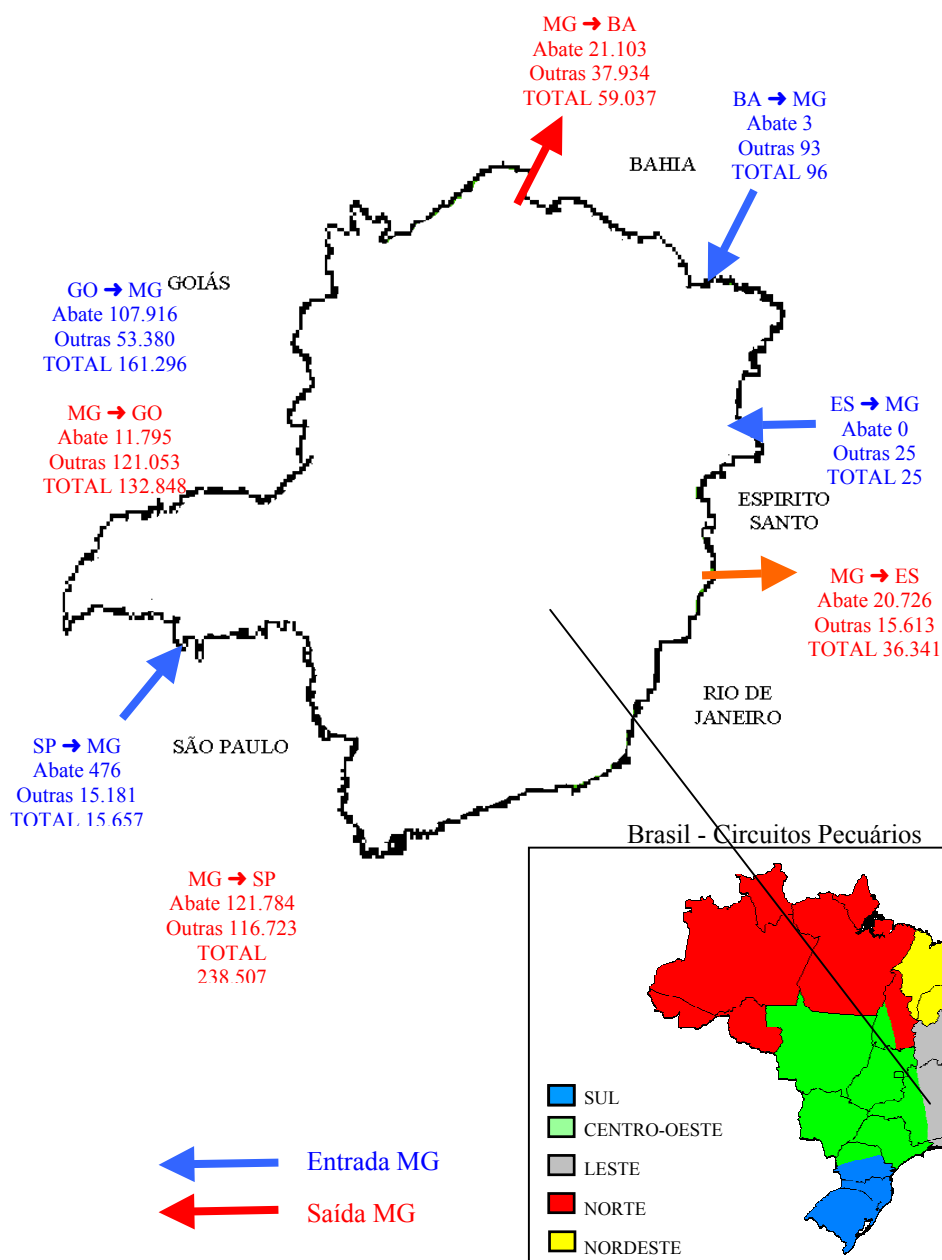 MG ➔ BA
Abate 21.103
Outras 37.934
TOTAL 59.037
BA ➔ MG
Abate 3
Outras 93
TOTAL 96
BAHIA
GOIÁS
GO ➔ MG
Abate 107.916
Outras 53.380
TOTAL 161.296
MG ➔ GO
Abate 11.795
Outras 121.053
TOTAL 132.848
ES ➔ MG
Abate 0
Outras 25
TOTAL 25
ESPIRITO
SANTO
MG ➔ ES
Abate 20.726
Outras 15.613
TOTAL 36.341
RIO DE
JANEIRO
SÃO PAULO
SP ➔ MG
Abate 476
Outras 15.181
TOTAL 15.657
MG ➔ SP
Abate 121.784
Outras 116.723
TOTAL
238.507
Brasil - Circuitos Pecuários
SUL
CENTRO-OESTE
LESTE
NORTE
NORDESTE
Entrada MG
Saída MG